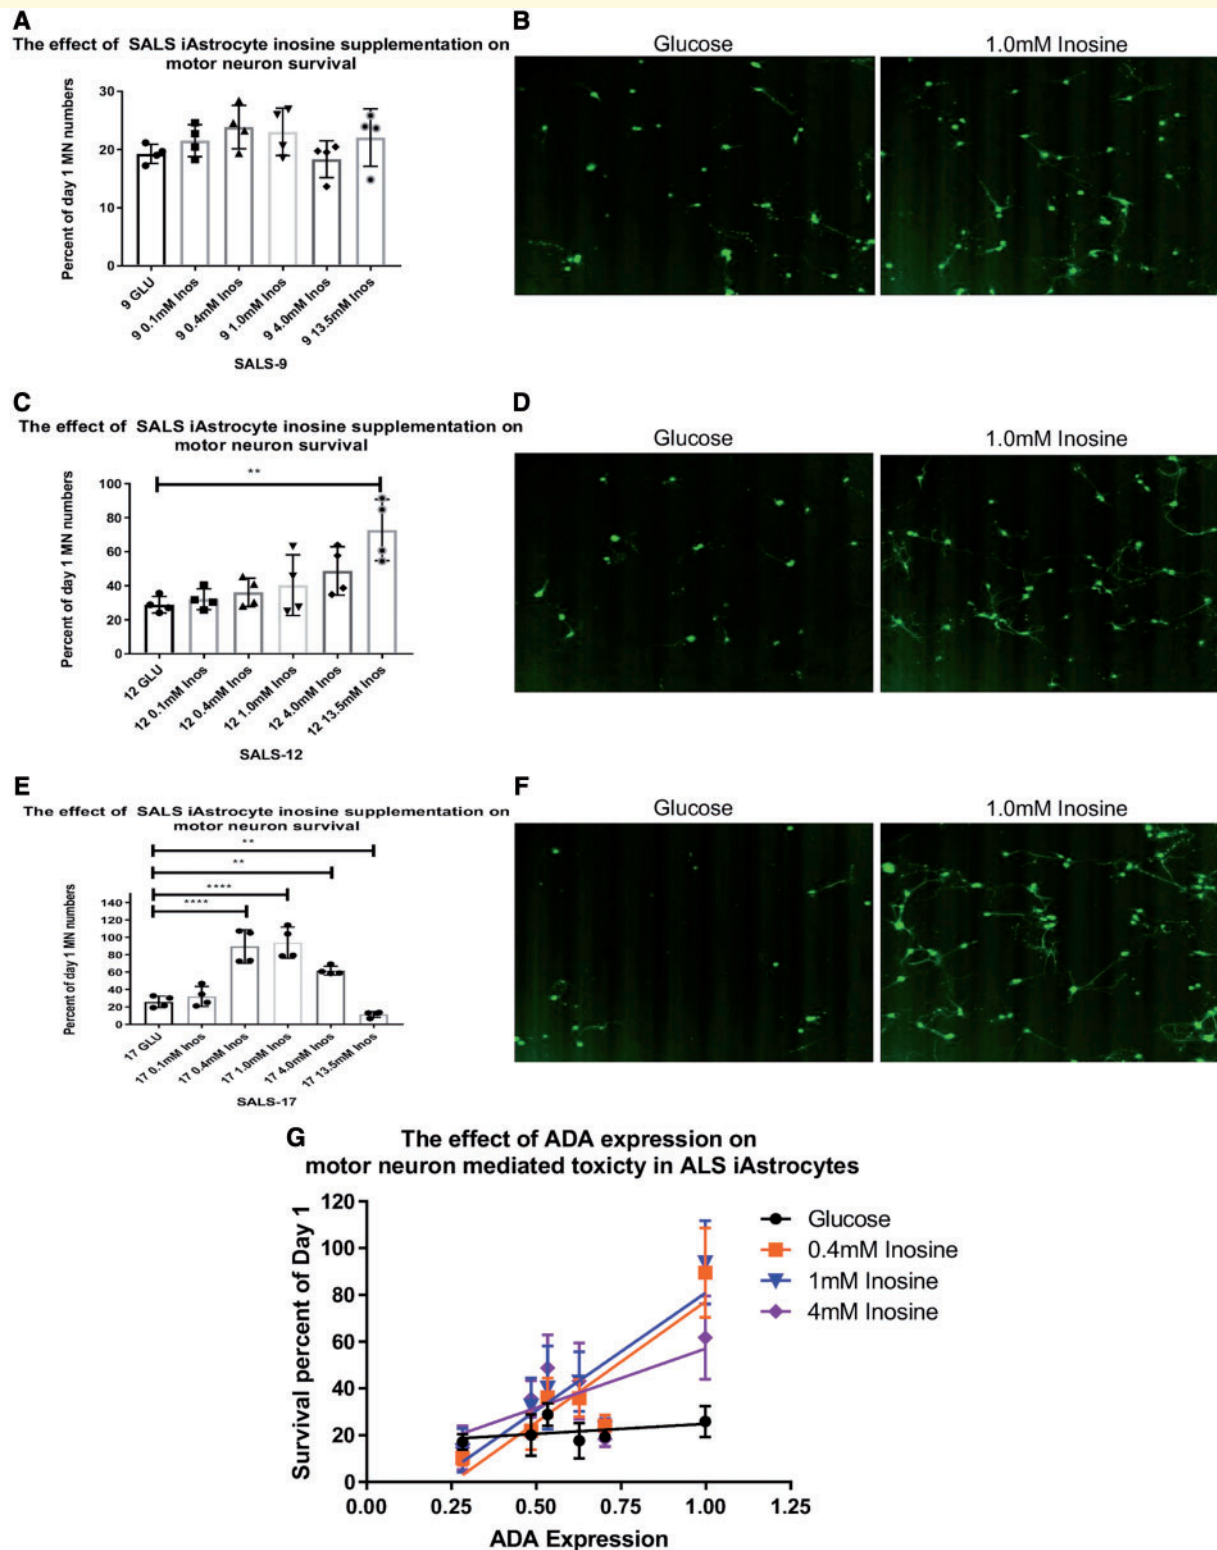 A
The effect of SALS iAstrocyte inosine supplementation on
motor neuron survival
Percent of day 1 MN numbers
30
20
10
0
9 GLU
9 0.1mM Inos
9 0.4mM Inos
9 1.0mM Inos
9 4.0mM Inos
9 13.5mM Inos
SALS-9
B
Glucose
1.0mM Inosine
C
The effect of SALS iAstrocyte inosine supplementation on
motor neuron survival
Percent of day 1 MN numbers
**
100
80
60
40
20
0
12 GLU
12 0.1mM Inos
12 0.4mM Inos
12 1.0mM Inos
12 4.0mM Inos
12 13.5mM Inos
SALS-12
D
Glucose
1.0mM Inosine
E
The effect of SALS iAstrocyte inosine supplementation on
motor neuron survival
Percent of day 1 MN numbers
**
**
****
****
140
120
100
80
60
40
20
0
17 GLU
17 0.1mM Inos
17 0.4mM Inos
17 1.0mM Inos
17 4.0mM Inos
17 13.5mM Inos
SALS-17
F
Glucose
1.0mM Inosine
G
The effect of ADA expression on
motor neuron mediated toxicty in ALS iAstrocytes
Survival percent of Day 1
120
100
80
60
40
20
0
0.00
0.25
0.50
0.75
1.00
1.25
ADA Expression
Glucose
0.4mM Inosine
1mM Inosine
4mM Inosine